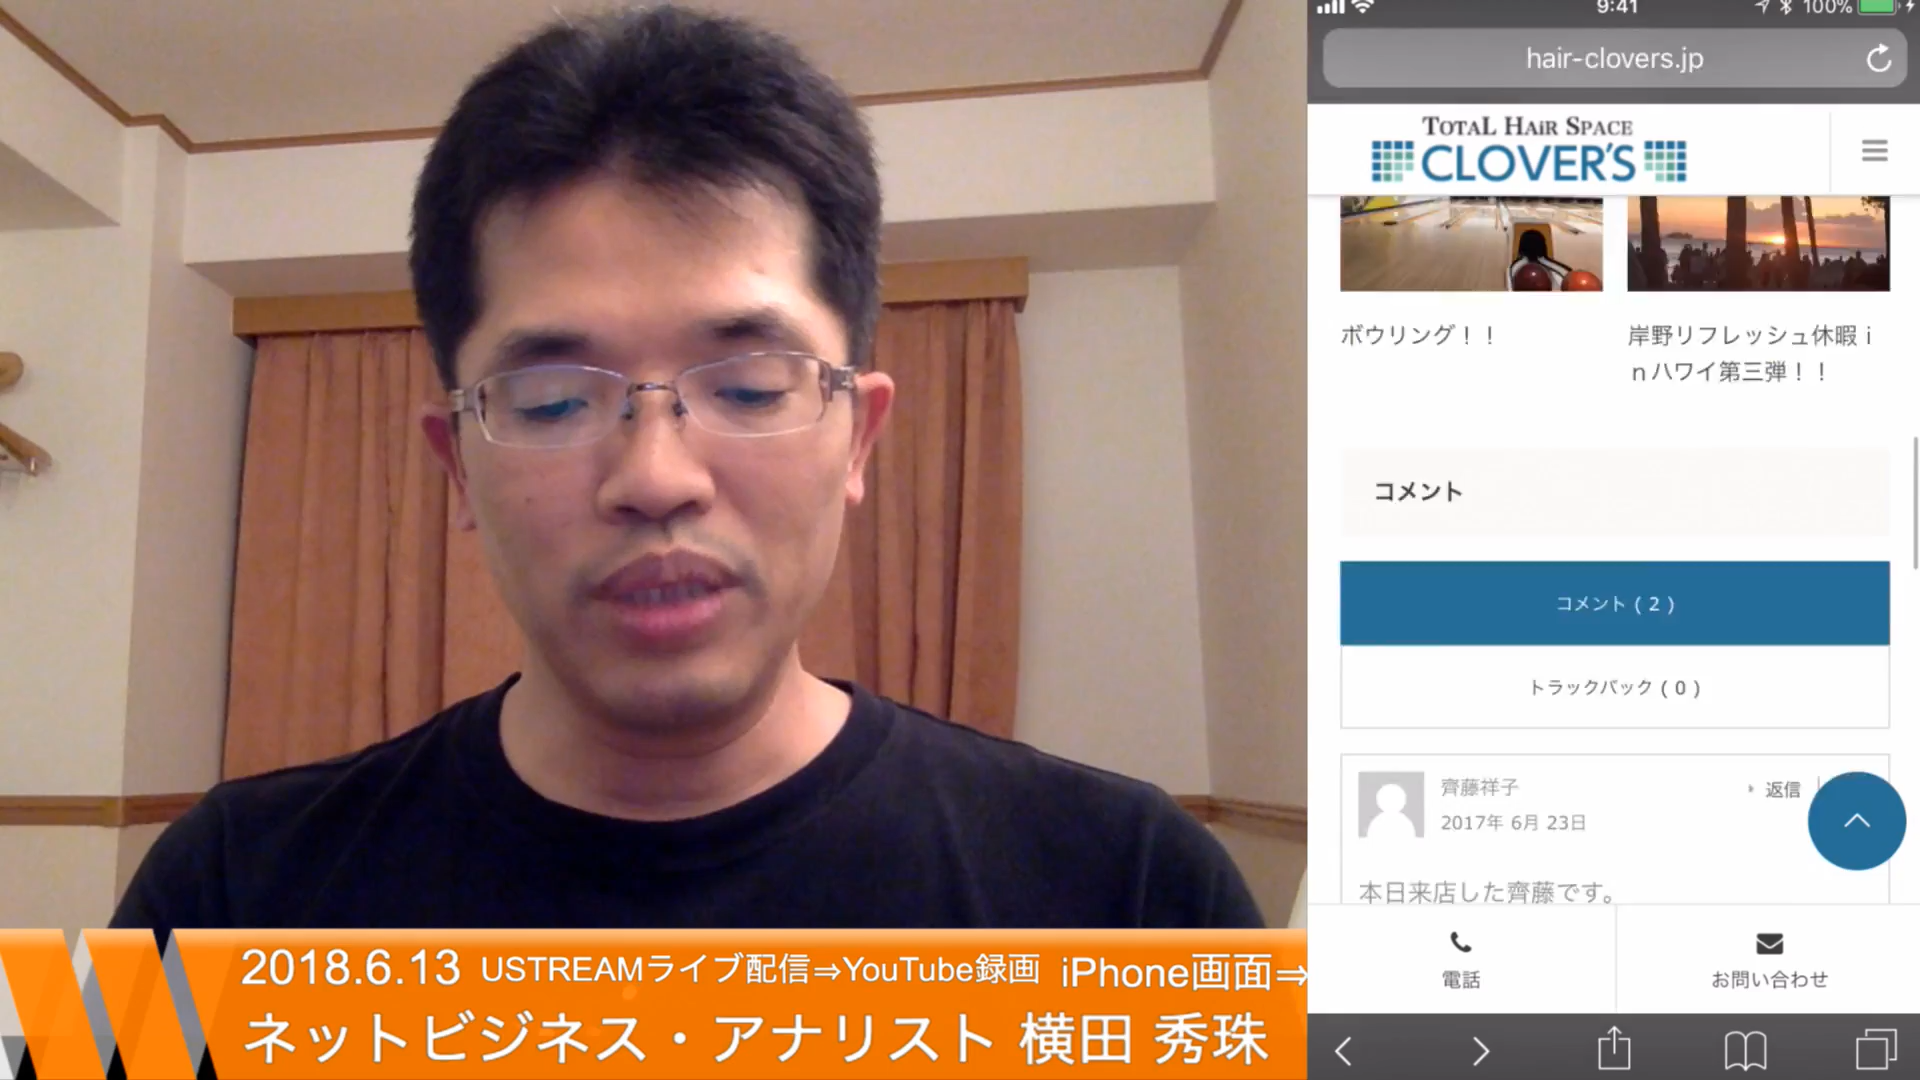 9:41
100%
hair-clovers.jp
TOTAL HAIR SPACE
CLOVER'S
ボウリング！！
岸野リフレッシュ休暇ｉ
ｎハワイ第三弾！！
コメント
コメント ( 2 )
トラックバック ( 0 )
齊藤祥子
返信
2017年 6月 23日
本日来店した齊藤です。
電話
お問い合わせ
2018.6.13 USTREAMライブ配信⇒YouTube録画 iPhone画面⇒
ネットビジネス・アナリスト 横田 秀珠